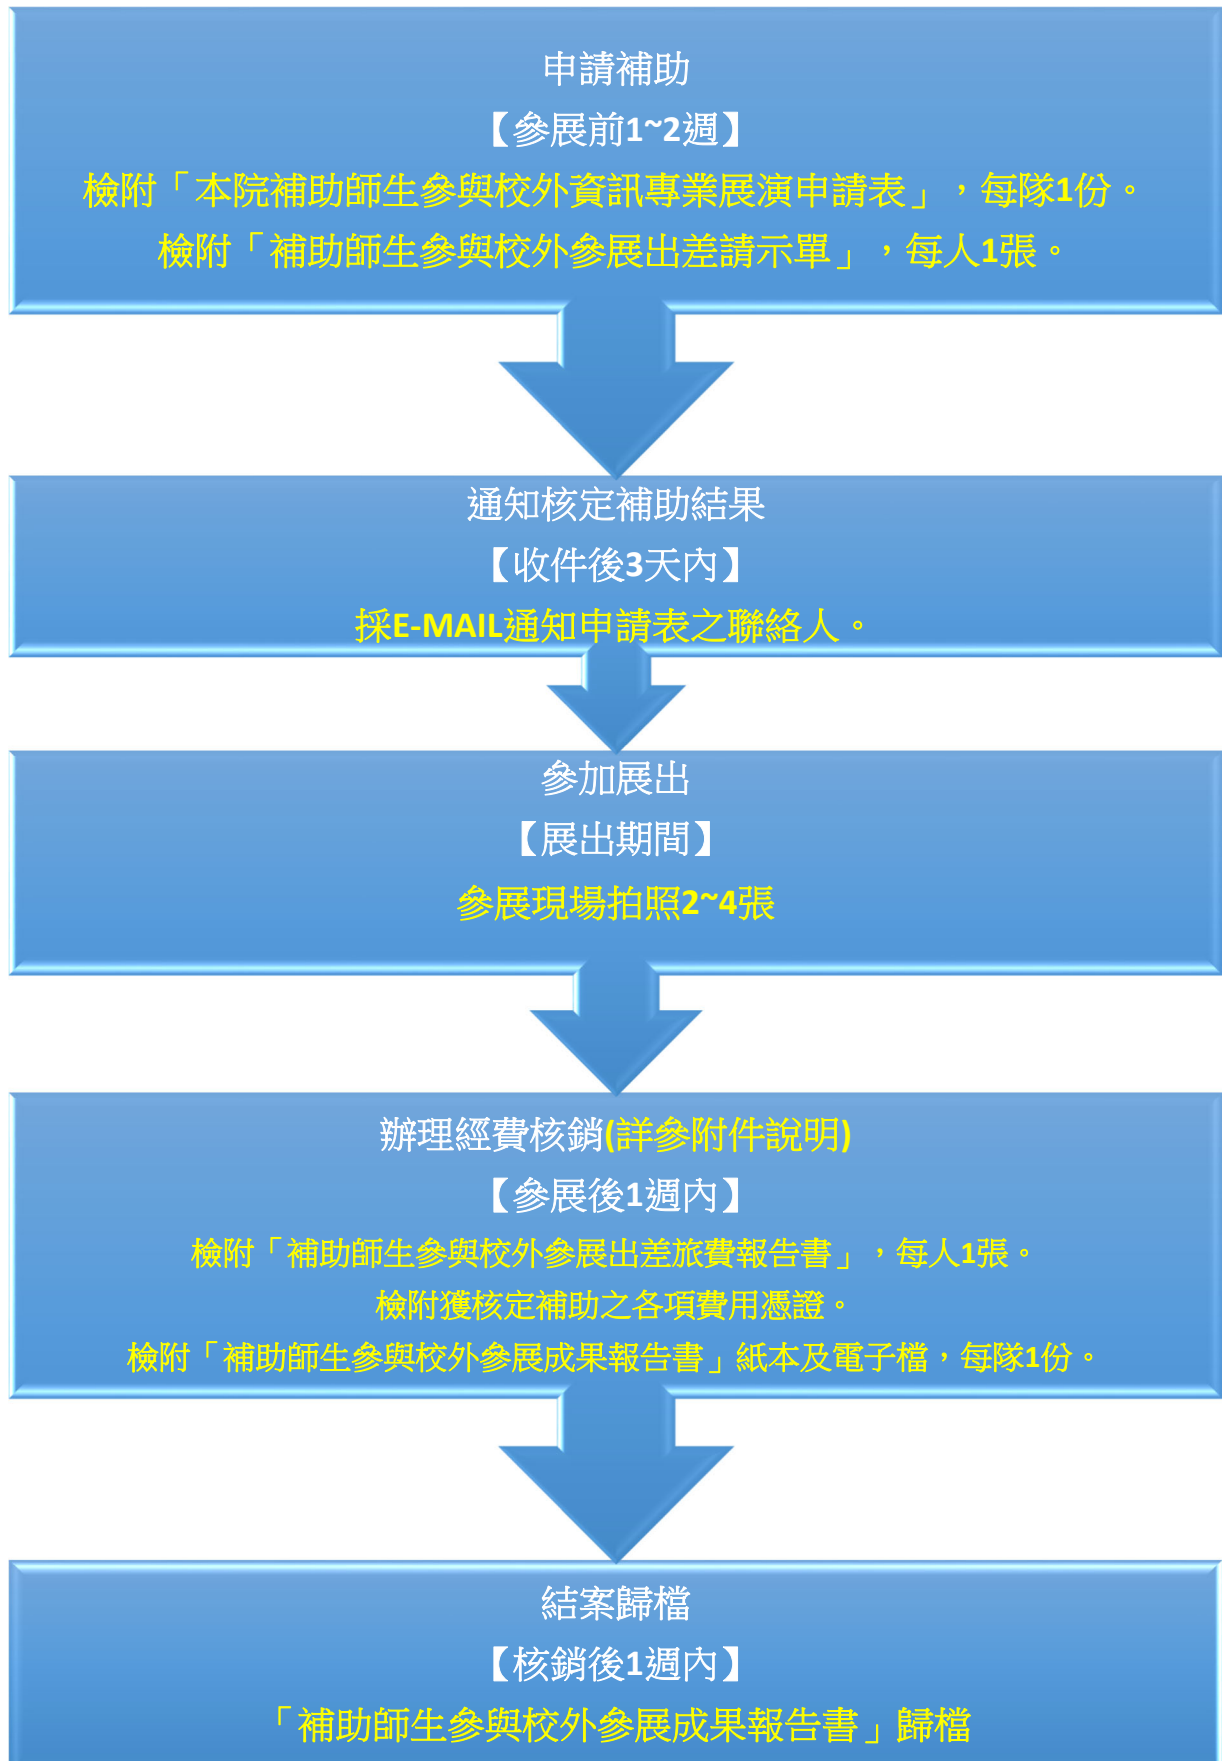 申請補助
【參展前1~2週】
檢附「本院補助師生參與校外資訊專業展演申請表」，每隊1份。
檢附「補助師生參與校外參展出差請示單」，每人1張。
通知核定補助結果
【收件後3天內】
採E-MAIL通知申請表之聯絡人。
參加展出
【展出期間】
參展現場拍照2~4張
辦理經費核銷(詳參附件說明)
【參展後1週內】
檢附「補助師生參與校外參展出差旅費報告書」，每人1張。
檢附獲核定補助之各項費用憑證。
檢附「補助師生參與校外參展成果報告書」紙本及電子檔，每隊1份。
結案歸檔
【核銷後1週內】
「補助師生參與校外參展成果報告書」歸檔